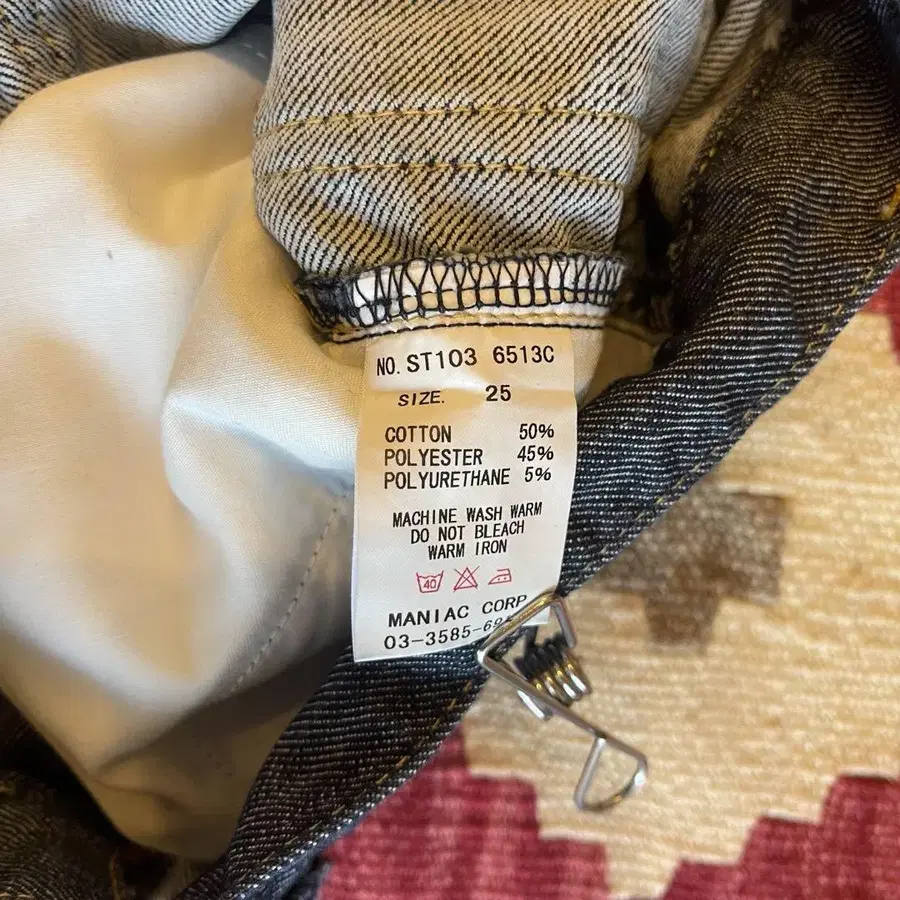 NO. ST103 6513C
SIZE. 25
COTTON 50%
POLYESTER 45%
POLYURETHANE 5%
MACHINE WASH WARM
DO NOT BLEACH
WARM IRON
40
MANIAC CORP